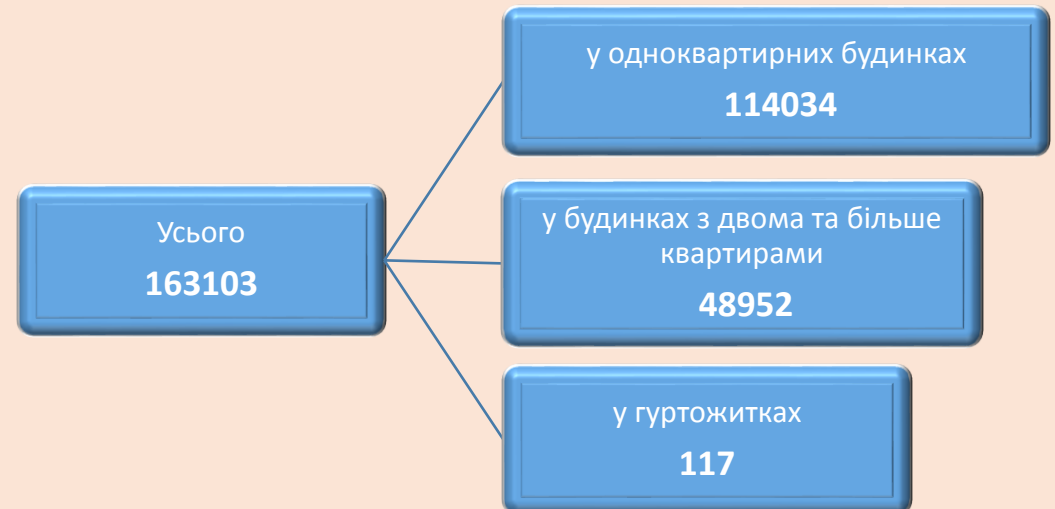 у одноквартирних будинках
114034
Усього
163103
у будинках з двома та більше
квартирами
48952
у гуртожитках
117